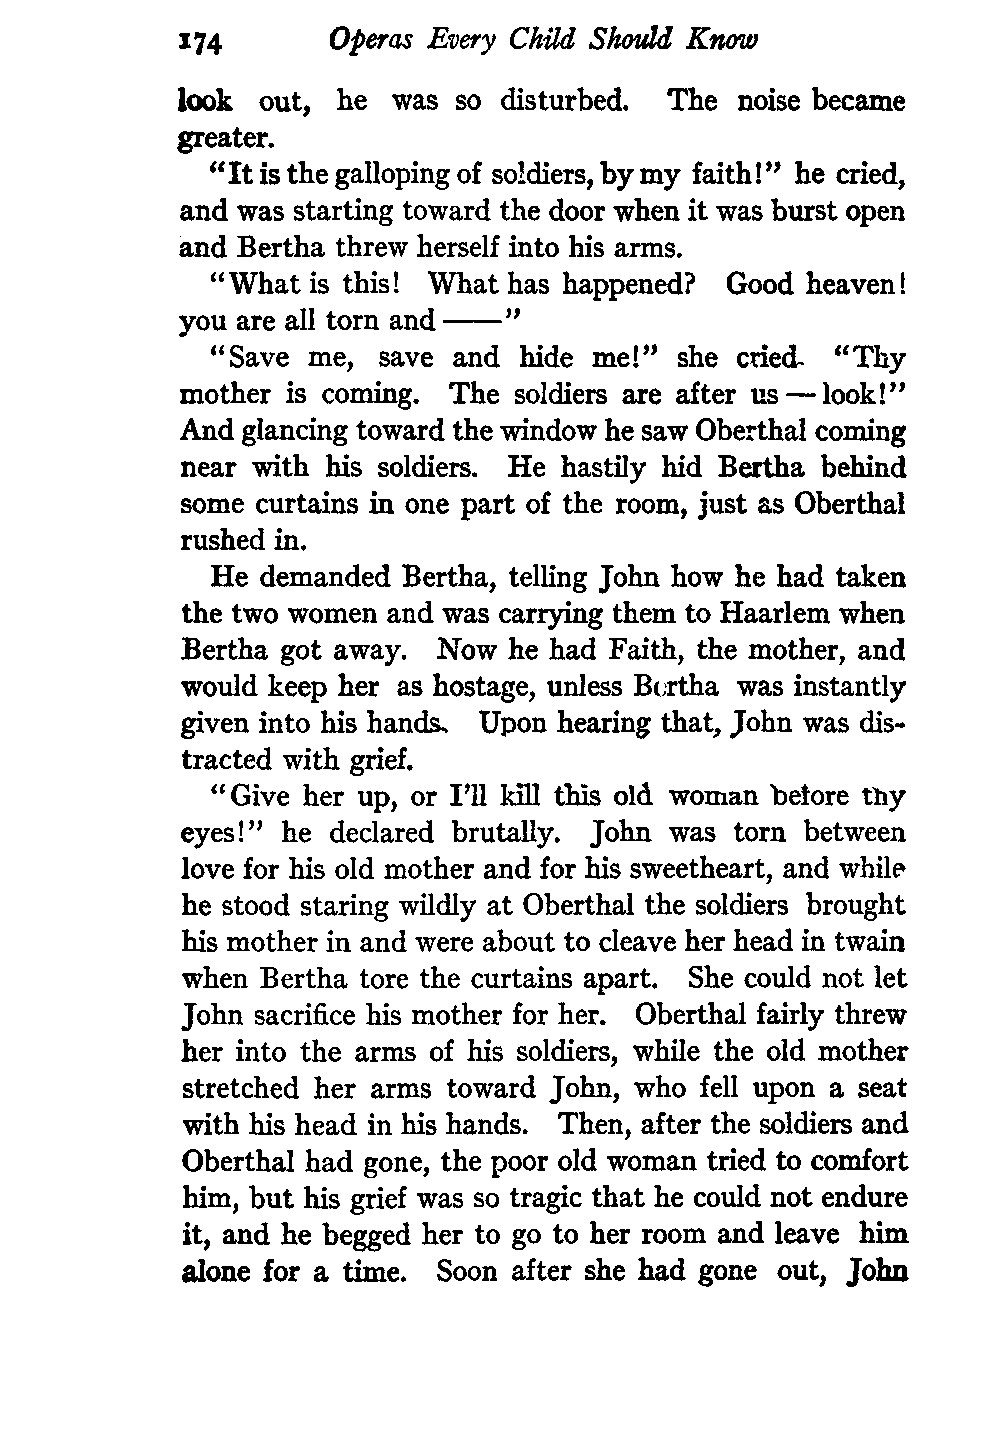 174 Operas Every Child Should Know
look out, he was so disturbed. The noise became
greater.
“It is the galloping of soldiers, by my faith!” he cried,
and was starting toward the door when it was burst open
and Bertha threw herself into his arms.
“What is this! What has happened? Good heaven!
you are all torn and ——”
“Save me, save and hide me!” she cried. “Thy
mother is coming. The soldiers are after us — look!”
And glancing toward the window he saw Oberthal coming
near with his soldiers. He hastily hid Bertha behind
some curtains in one part of the room, just as Oberthal
rushed in.
He demanded Bertha, telling John how he had taken
the two women and was carrying them to Haarlem when
Bertha got away. Now he had Faith, the mother, and
would keep her as hostage, unless Bertha was instantly
given into his hands. Upon hearing that, John was dis-
tracted with grief.
“Give her up, or I’ll kill this old woman before thy
eyes!” he declared brutally. John was torn between
love for his old mother and for his sweetheart, and while
he stood staring wildly at Oberthal the soldiers brought
his mother in and were about to cleave her head in twain
when Bertha tore the curtains apart. She could not let
John sacrifice his mother for her. Oberthal fairly threw
her into the arms of his soldiers, while the old mother
stretched her arms toward John, who fell upon a seat
with his head in his hands. Then, after the soldiers and
Oberthal had gone, the poor old woman tried to comfort
him, but his grief was so tragic that he could not endure
it, and he begged her to go to her room and leave him
alone for a time. Soon after she had gone out, John